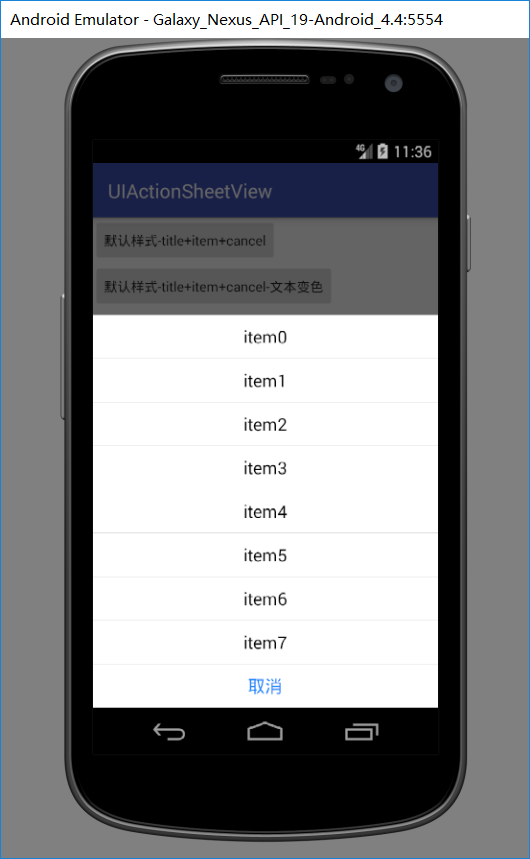 Android Emulator - Galaxy_Nexus_API_19-Android_4.4:5554
4G 11:36
UIActionSheetView
默认样式-title+item+cancel
默认样式-title+item+cancel-文本变色
item0
item1
item2
item3
item4
item5
item6
item7
取消